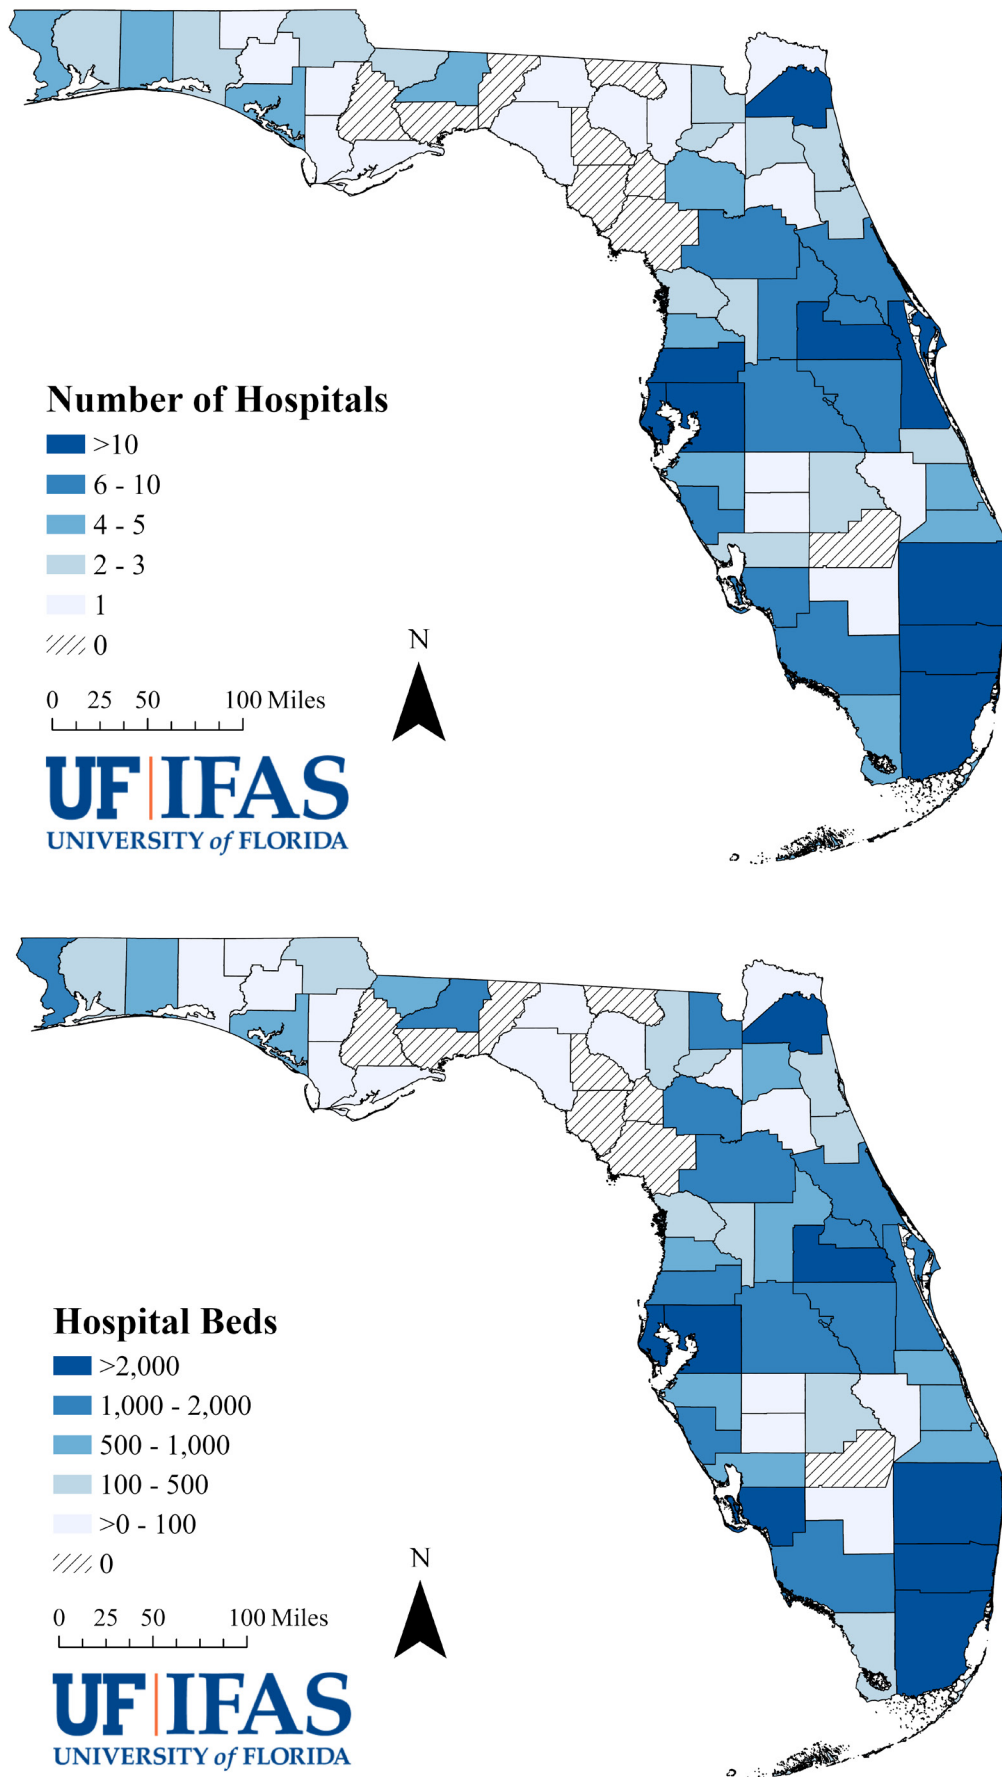 Number of Hospitals
>10
6 - 10
4 - 5
2 - 3
1
0
N
0 25 50 100 Miles
UF|IFAS
UNIVERSITY of FLORIDA
Hospital Beds
>2,000
1,000 - 2,000
500 - 1,000
100 - 500
>0 - 100
0
N
0 25 50 100 Miles
UF|IFAS
UNIVERSITY of FLORIDA